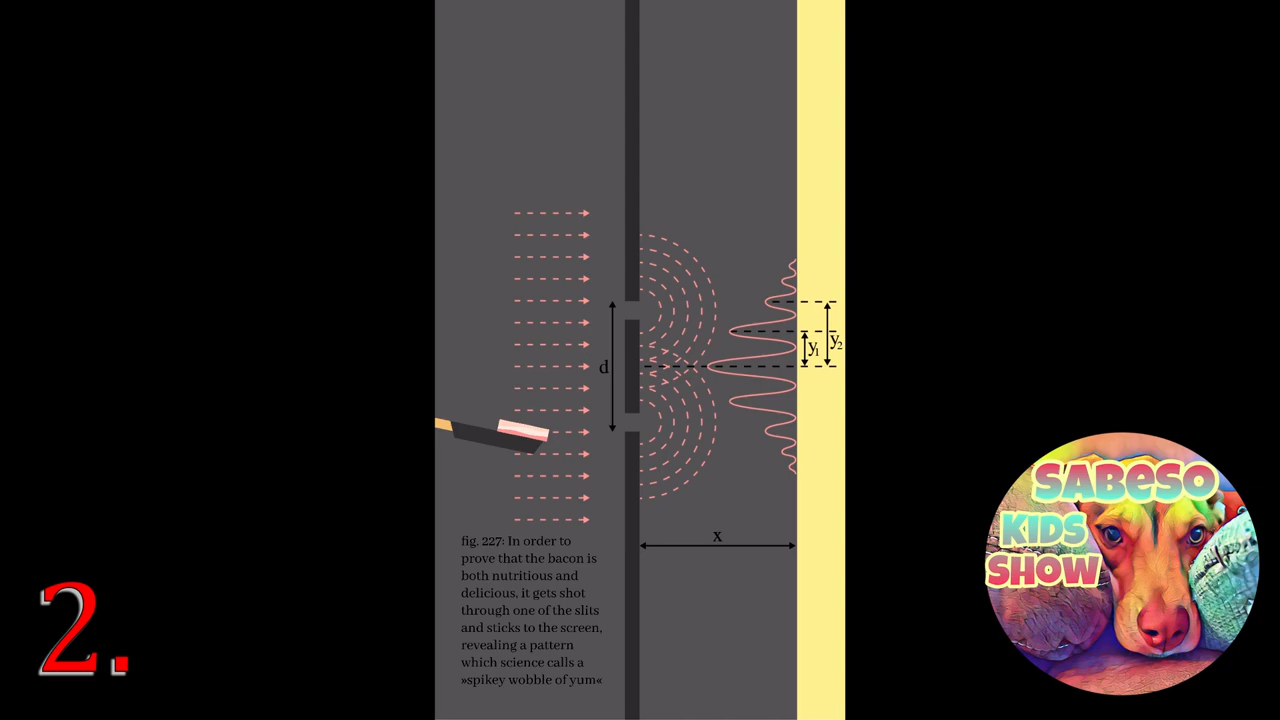 d
y₁
y₂
x
fig. 227: In order to
prove that the bacon is
both nutritious and
delicious, it gets shot
through one of the slits
and sticks to the screen,
revealing a pattern
which science calls a
»spikey wobble of yum«
2.
SABeSO
KIDS
SHOW